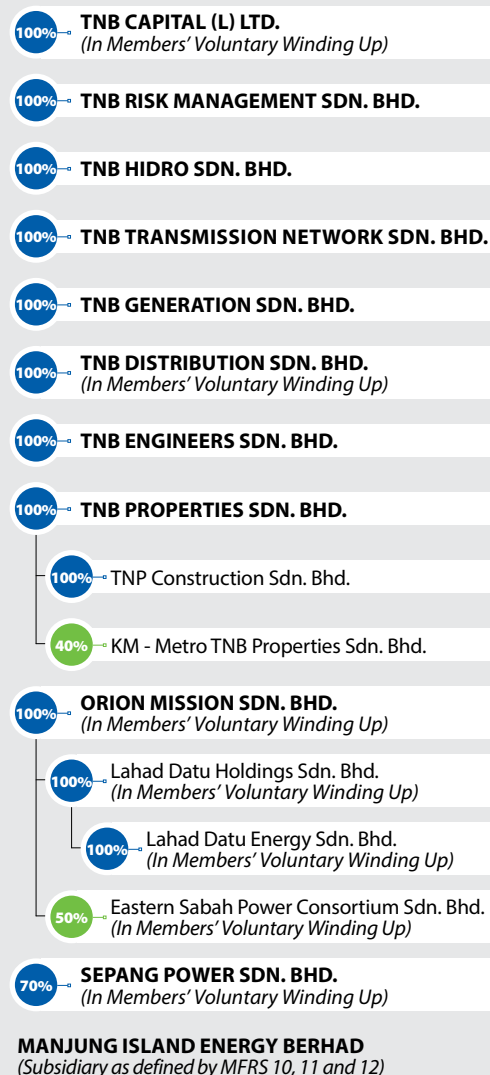 100% TNB CAPITAL (L) LTD.
(In Members’ Voluntary Winding Up)
100% TNB RISK MANAGEMENT SDN. BHD.
100% TNB HIDRO SDN. BHD.
100% TNB TRANSMISSION NETWORK SDN. BHD.
100% TNB GENERATION SDN. BHD.
100% TNB DISTRIBUTION SDN. BHD.
(In Members’ Voluntary Winding Up)
100% TNB ENGINEERS SDN. BHD.
100% TNB PROPERTIES SDN. BHD.
100% TNP Construction Sdn. Bhd.
40% KM - Metro TNB Properties Sdn. Bhd.
100% ORION MISSION SDN. BHD.
(In Members’ Voluntary Winding Up)
100% Lahad Datu Holdings Sdn. Bhd.
(In Members’ Voluntary Winding Up)
100% Lahad Datu Energy Sdn. Bhd.
(In Members’ Voluntary Winding Up)
50% Eastern Sabah Power Consortium Sdn. Bhd.
(In Members’ Voluntary Winding Up)
70% SEPANG POWER SDN. BHD.
(In Members’ Voluntary Winding Up)
MANJUNG ISLAND ENERGY BERHAD
(Subsidiary as defined by MFRS 10, 11 and 12)